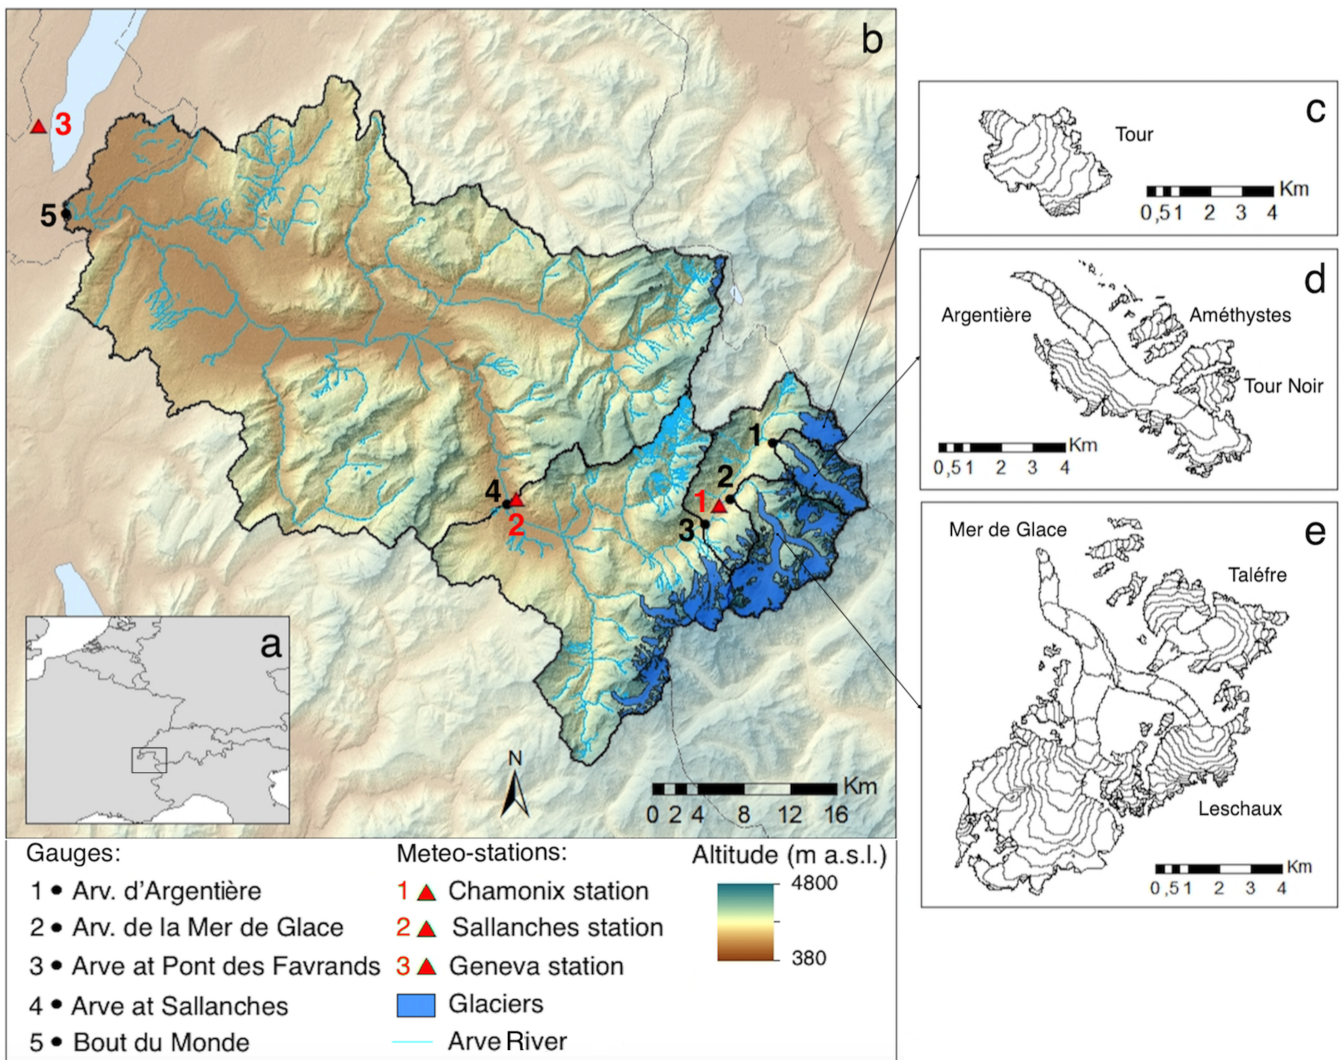 b
3
5
1
2
1
3
4
2
a
N
Km
0 2 4 8 12 16
c
Tour
Km
0,5 1 2 3 4
d
Argentière
Améthystes
Tour Noir
Km
0,5 1 2 3 4
e
Mer de Glace
Taléfre
Leschaux
Km
0,5 1 2 3 4
Gauges:
1 • Arv. d'Argentière
2 • Arv. de la Mer de Glace
3 • Arve at Pont des Favrands
4 • Arve at Sallanches
5 • Bout du Monde
Meteo-stations:
1 Chamonix station
2 Sallanches station
3 Geneva station
Glaciers
Arve River
Altitude (m a.s.l.)
4800
380